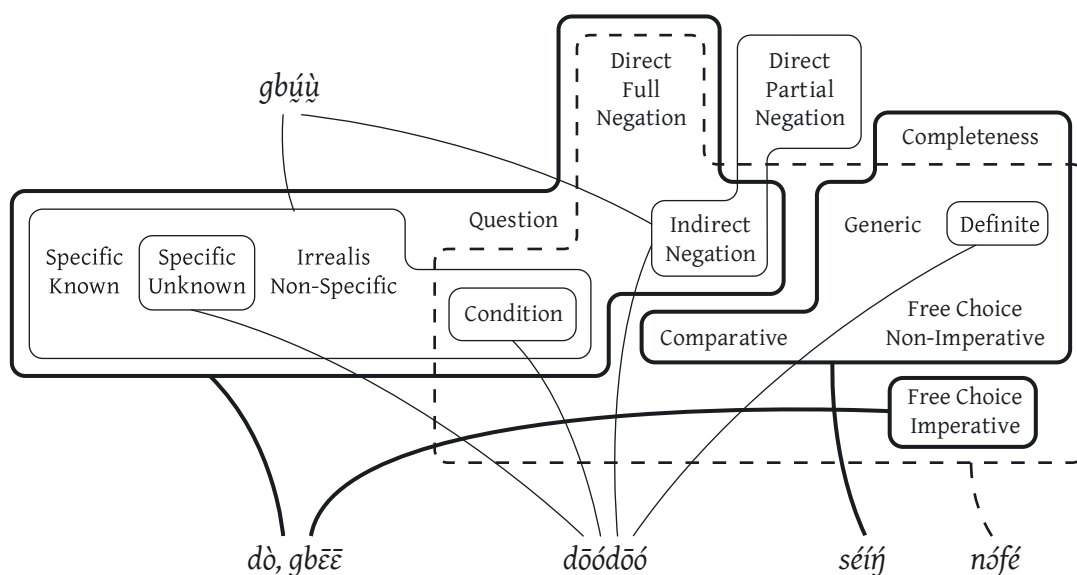 Direct
Full
Negation
Direct
Partial
Negation
gbṵ́ṵ̀
Completeness
Question
Indirect
Negation
Generic
Definite
Specific
Known
Specific
Unknown
Irrealis
Non-Specific
Condition
Comparative
Free Choice
Non-Imperative
Free Choice
Imperative
dò, gbɛ̄ɛ̄
dōódōó
séíŋ́
nɔ́fé